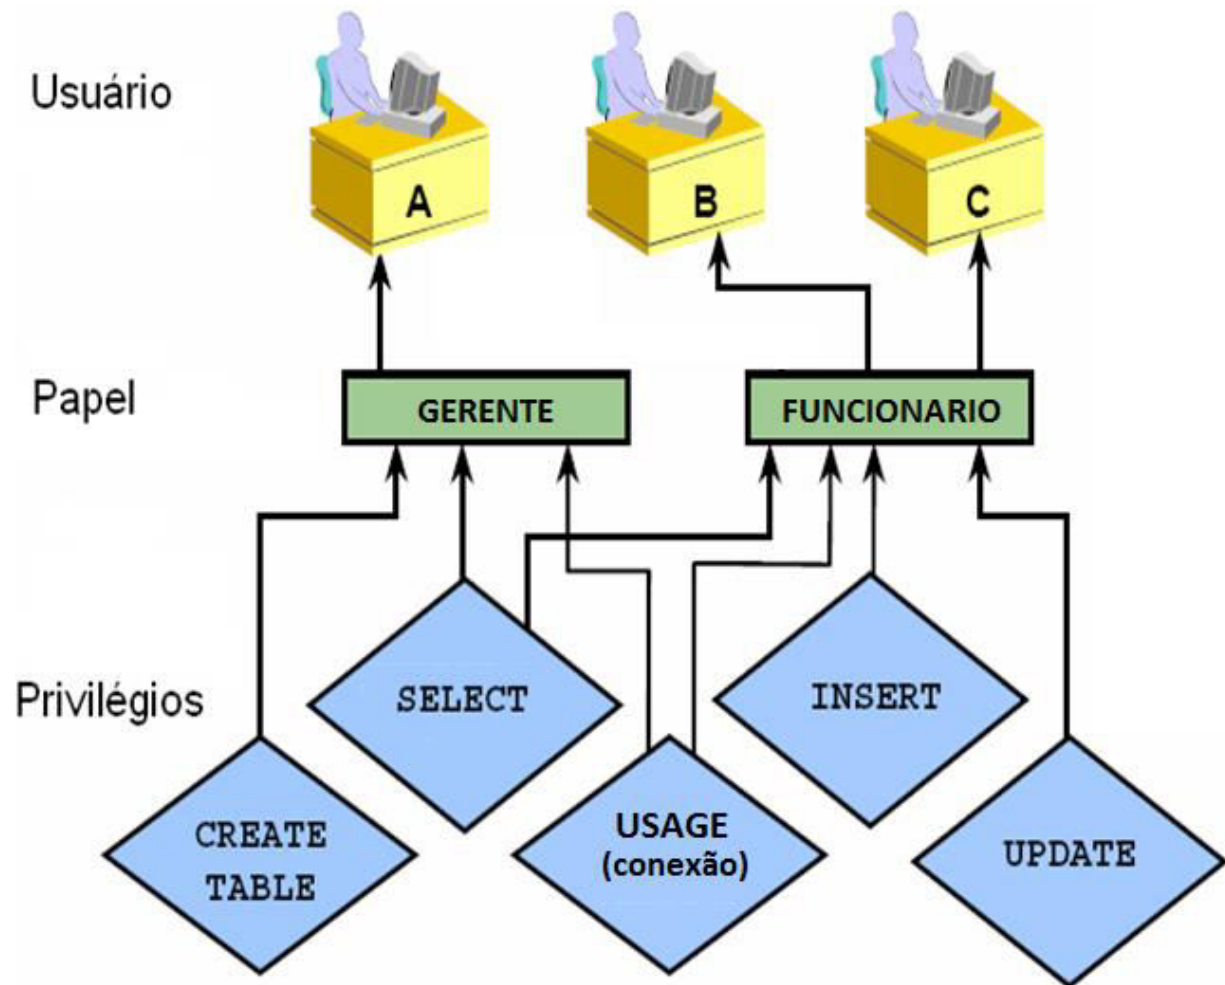 Usuário
A
B
C
Papel
GERENTE
FUNCIONARIO
Privilégios
SELECT
INSERT
CREATE
TABLE
USAGE
(conexão)
UPDATE